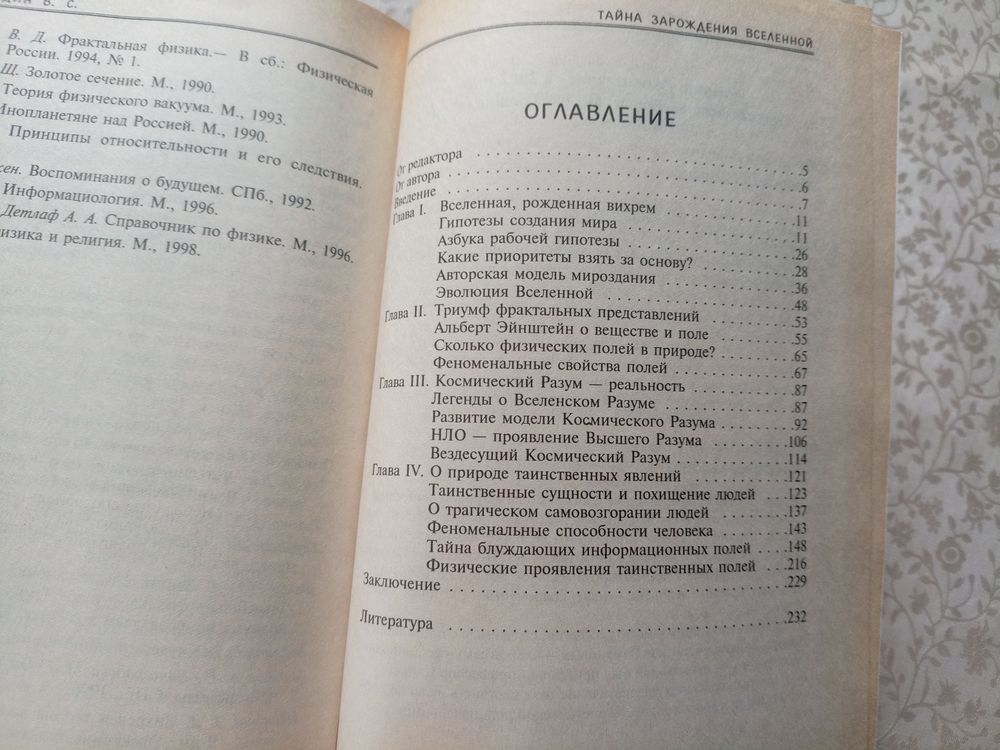 В. С.
В. Д. Фрактальная физика.— В сб.: Физическая
России. 1994, № 1.
Щ. Золотое сечение. М., 1990.
Теория физического вакуума. М., 1993.
Инопланетяне над Россией. М., 1990.
Принципы относительности и его следствия.
Воспоминания о будущем. СПб., 1992.
Информациология. М., 1996.
Детлаф А. А. Справочник по физике. М., 1996.
и религия. М., 1998.
ТАЙНА ЗАРОЖДЕНИЯ ВСЕЛЕННОЙ
ОГЛАВЛЕНИЕ
От редактора . . . 5
От автора . . . 6
Введение . . . 7
Глава I. Вселенная, рожденная вихрем . . . 11
Гипотезы создания мира . . . 11
Азбука рабочей гипотезы . . . 26
Какие приоритеты взять за основу? . . . 28
Авторская модель мироздания . . . 36
Эволюция Вселенной . . . 48
Глава II. Триумф фрактальных представлений . . . 53
Альберт Эйнштейн о веществе и поле . . . 55
Сколько физических полей в природе? . . . 65
Феноменальные свойства полей . . . 67
Глава III. Космический Разум — реальность . . . 87
Легенды о Вселенском Разуме . . . 87
Развитие модели Космического Разума . . . 92
НЛО — проявление Высшего Разума . . . 106
Вездесущий Космический Разум . . . 114
Глава IV. О природе таинственных явлений . . . 121
Таинственные сущности и похищение людей . . . 123
О трагическом самовозгорании людей . . . 137
Феноменальные способности человека . . . 143
Тайна блуждающих информационных полей . . . 148
Физические проявления таинственных полей . . . 216
Заключение . . . 229
Литература . . . 232